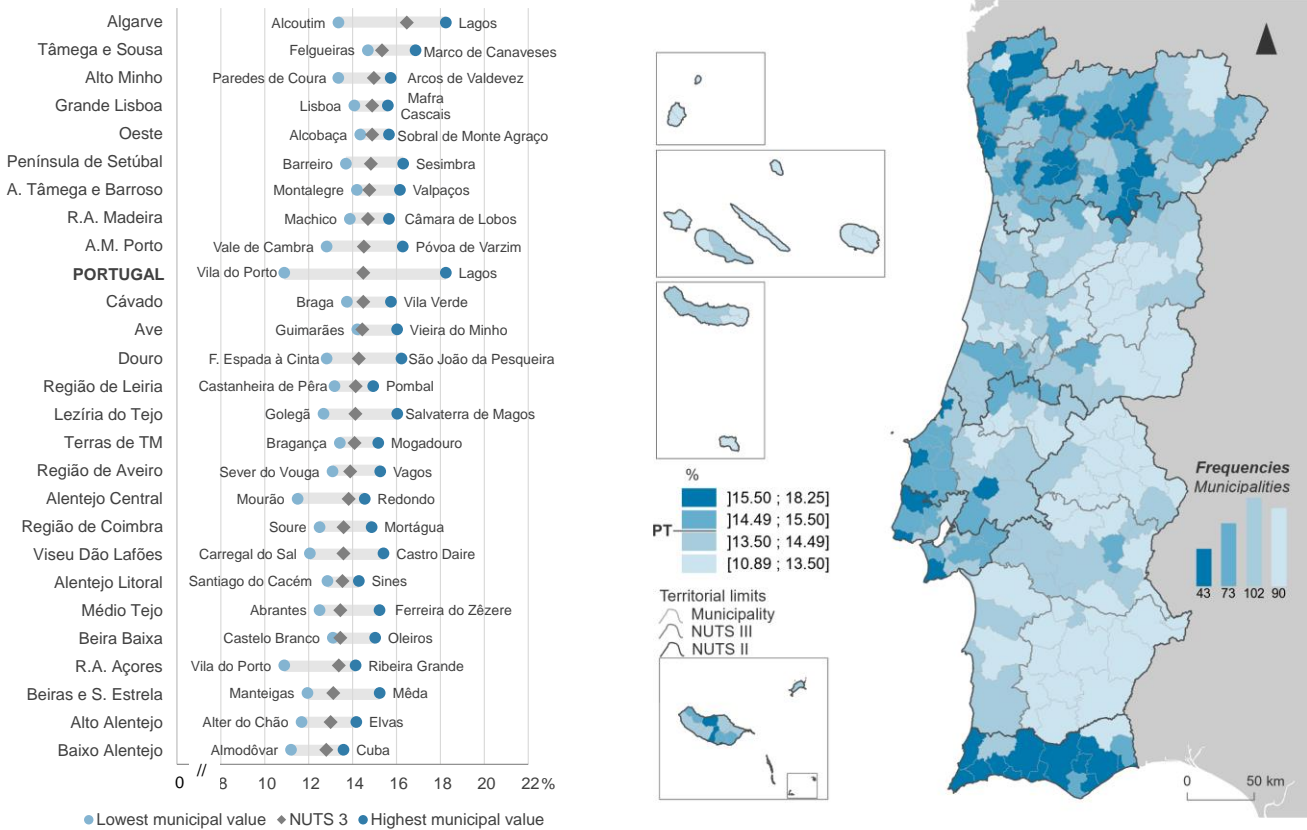 Algarve Alcoutim Lagos
Tâmega e Sousa Felgueiras Marco de Canaveses
Alto Minho Paredes de Coura Arcos de Valdevez
Grande Lisboa Lisboa Mafra
Cascais
Oeste Alcobaça Sobral de Monte Agraço
Península de Setúbal Barreiro Sesimbra
A. Tâmega e Barroso Montalegre Valpaços
R.A. Madeira Machico Câmara de Lobos
A.M. Porto Vale de Cambra Póvoa de Varzim
PORTUGAL Vila do Porto Lagos
Cávado Braga Vila Verde
Ave Guimarães Vieira do Minho
Douro F. Espada à Cinta São João da Pesqueira
Região de Leiria Castanheira de Pêra Pombal
Lezíria do Tejo Golegã Salvaterra de Magos
Terras de TM Bragança Mogadouro
Região de Aveiro Sever do Vouga Vagos
Alentejo Central Mourão Redondo
Região de Coimbra Soure Mortágua
Viseu Dão Lafões Carregal do Sal Castro Daire
Alentejo Litoral Santiago do Cacém Sines
Médio Tejo Abrantes Ferreira do Zêzere
Beira Baixa Castelo Branco Oleiros
R.A. Açores Vila do Porto Ribeira Grande
Beiras e S. Estrela Manteigas Mêda
Alto Alentejo Alter do Chão Elvas
Baixo Alentejo Almodôvar Cuba
0 // 8 10 12 14 16 18 20 22 %
Lowest municipal value NUTS 3 Highest municipal value
%
]15.50 ; 18.25]
]14.49 ; 15.50]
PT
]13.50 ; 14.49]
[10.89 ; 13.50]
Territorial limits
Municipality
NUTS III
NUTS II
Frequencies
Municipalities
43 73 102 90
0 50 km